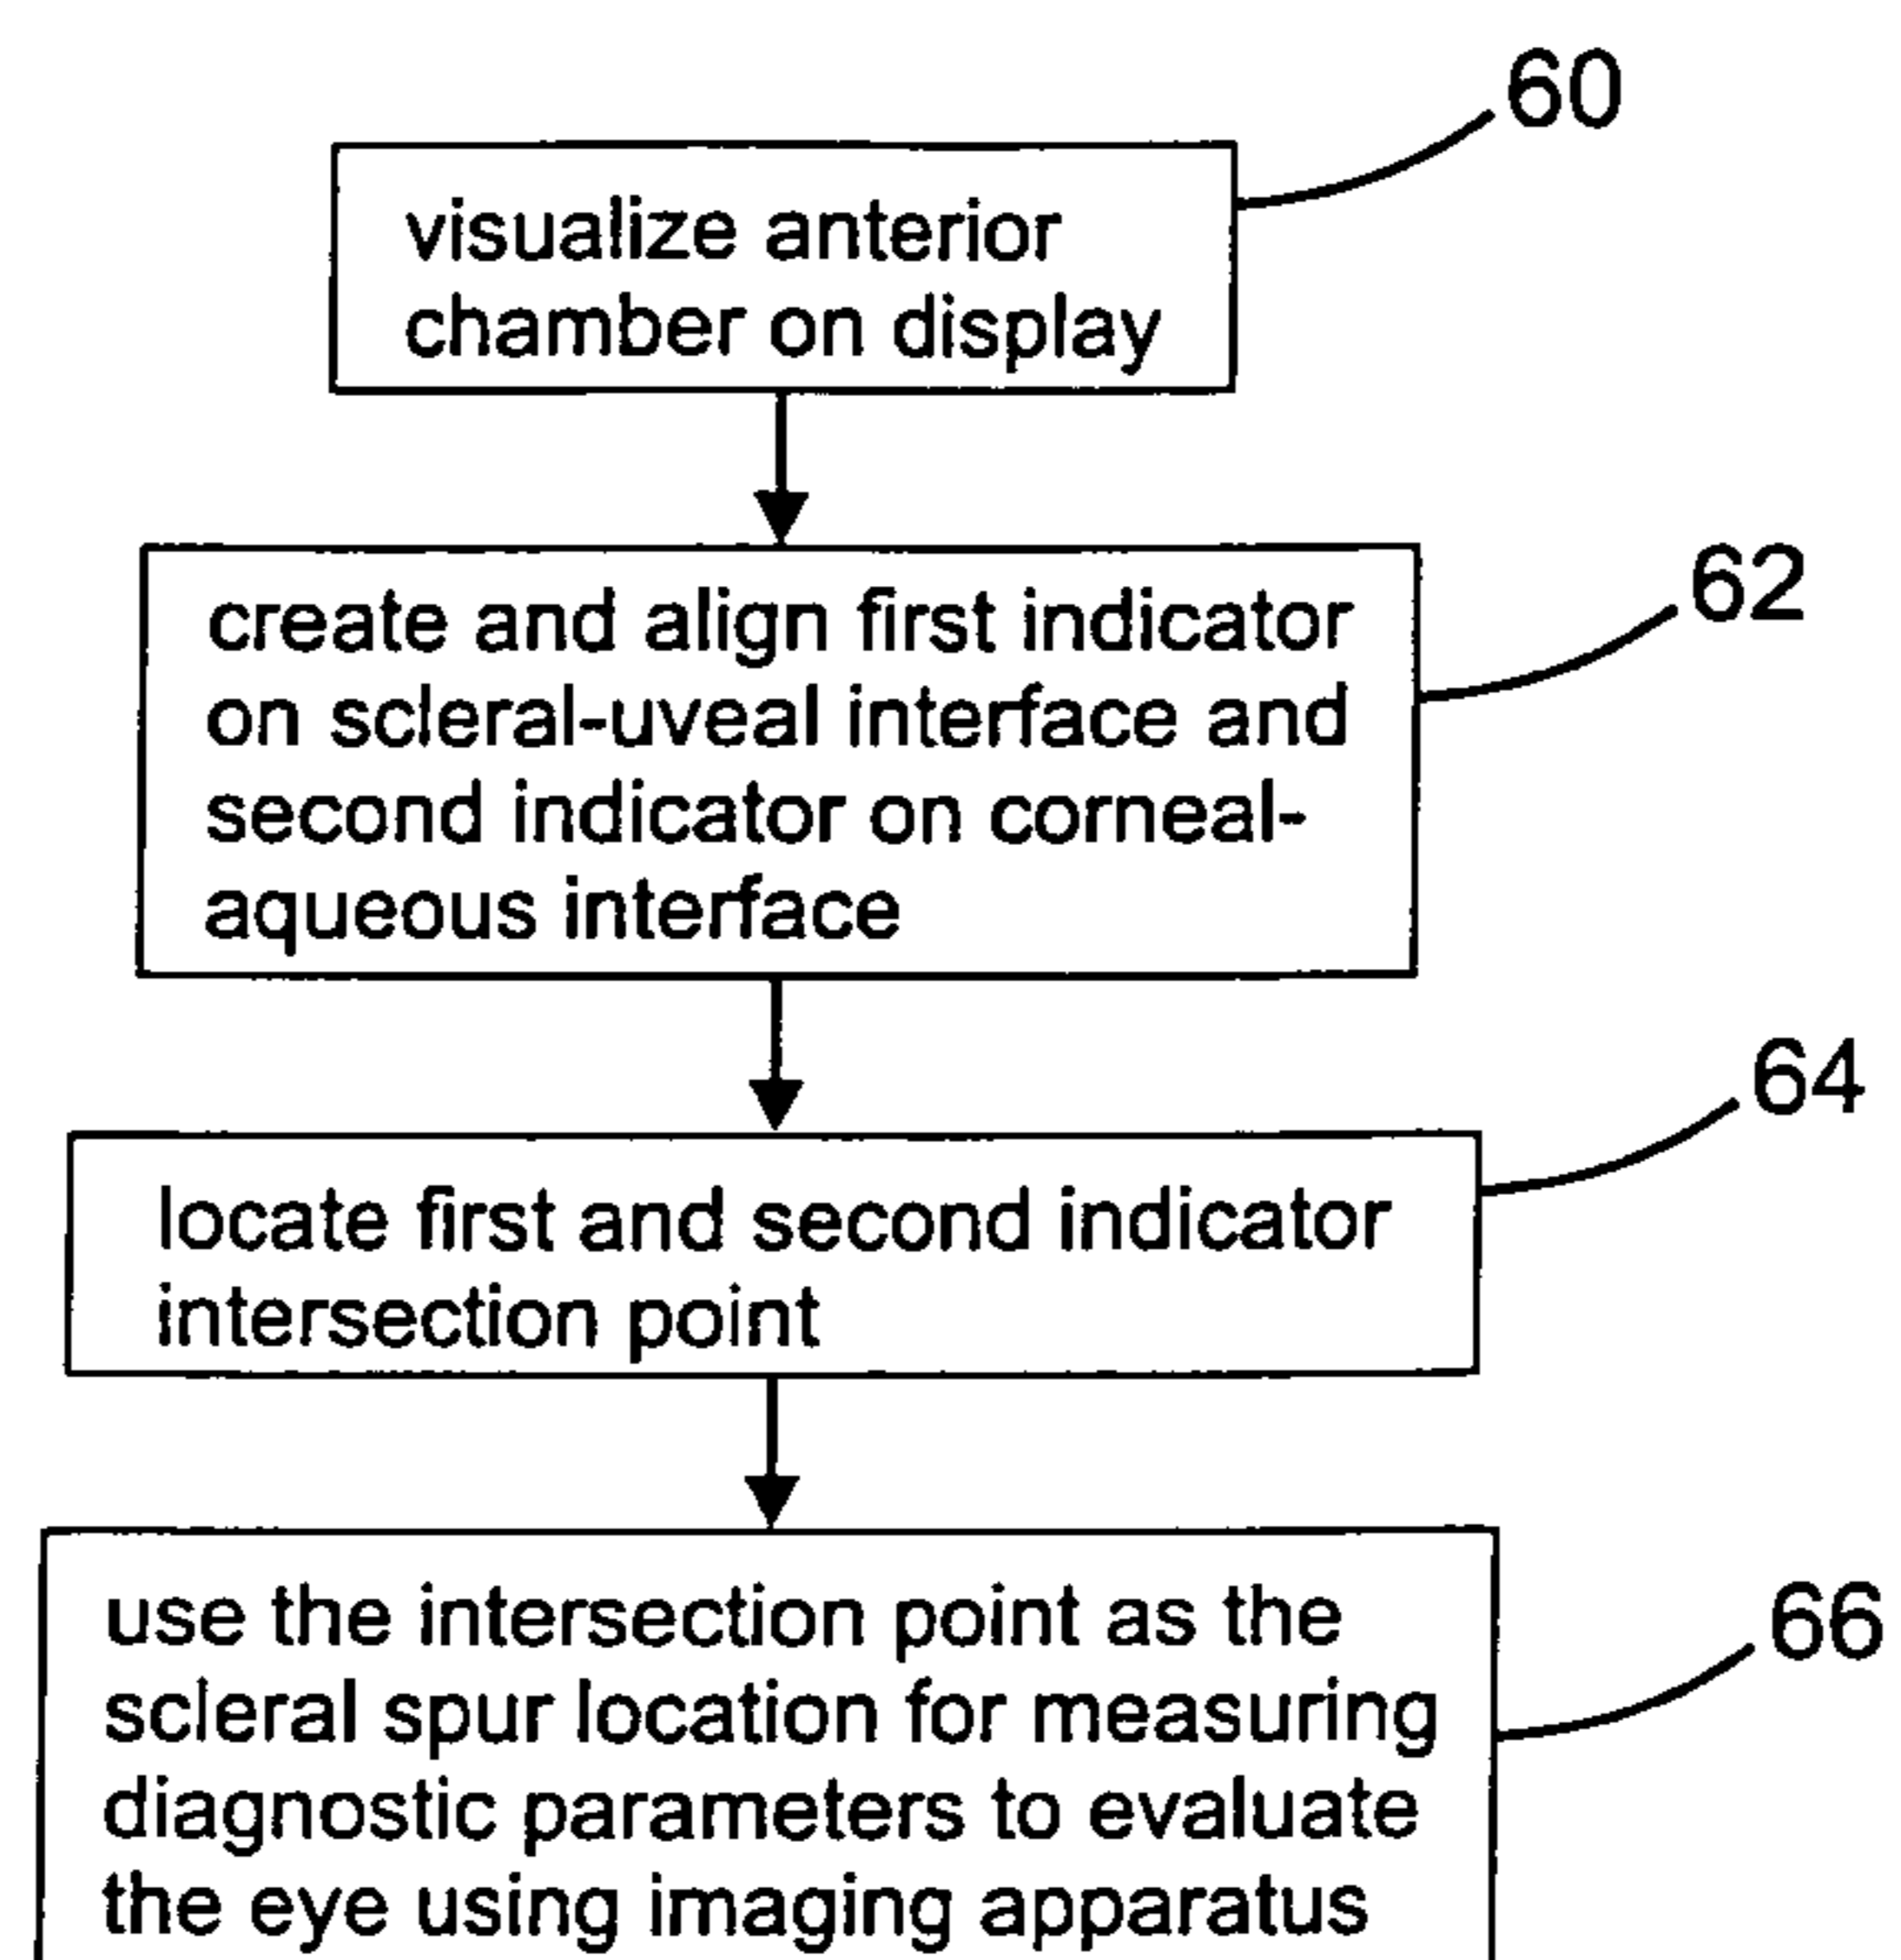 60
visualize anterior
chamber on display
62
create and align first indicator
on scleral-uveal interface and
second indicator on corneal-
aqueous interface
64
locate first and second indicator
intersection point
66
use the intersection point as the
scleral spur location for measuring
diagnostic parameters to evaluate
the eye using imaging apparatus